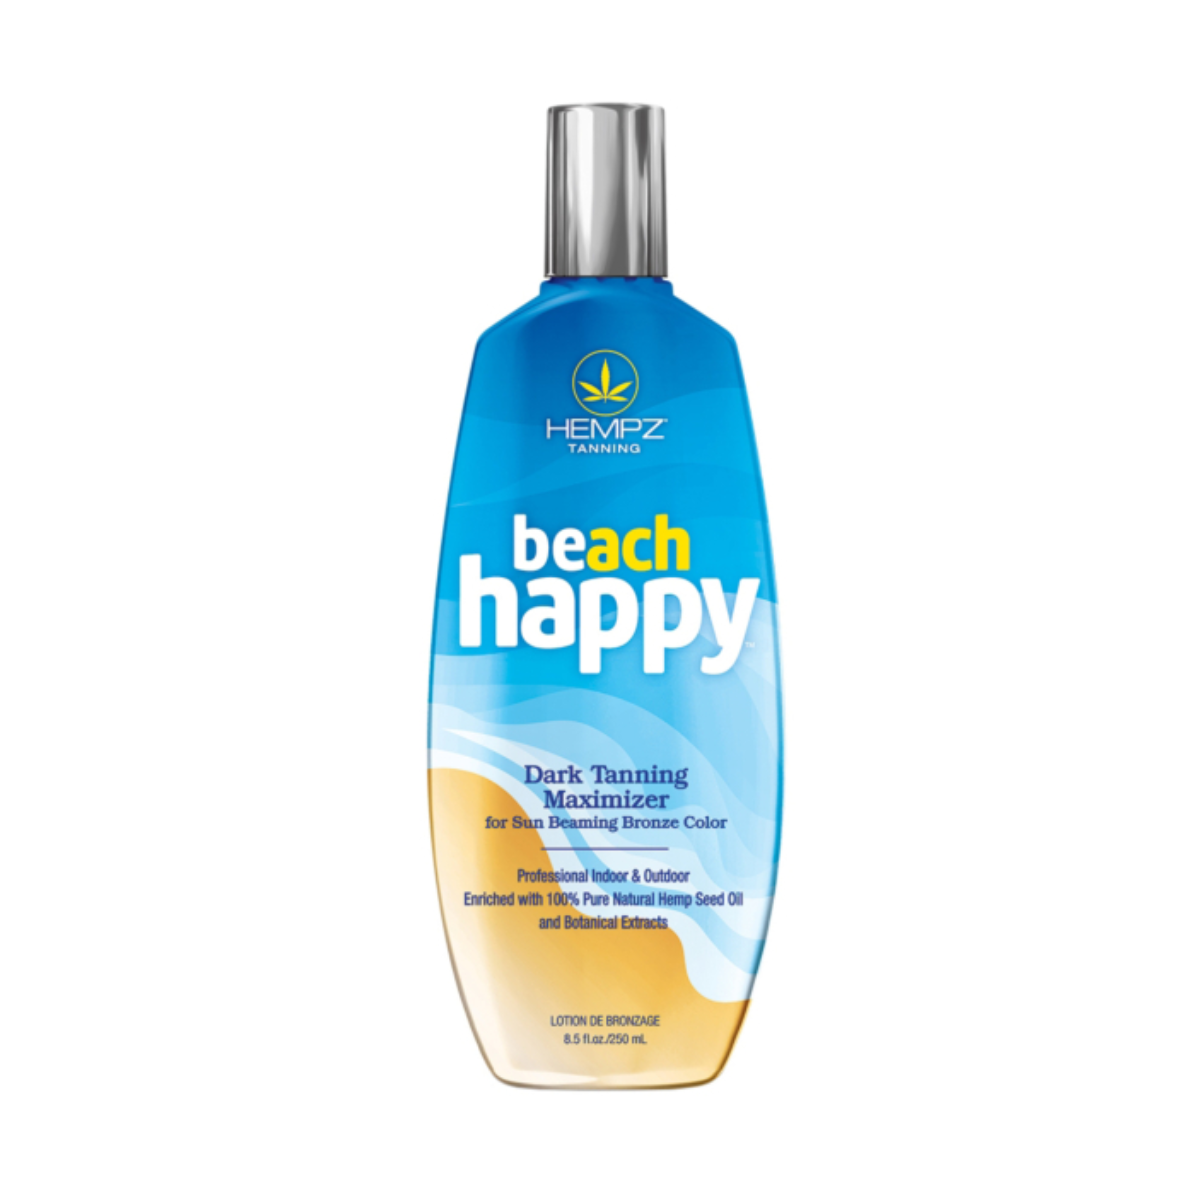 HEMPZ®
TANNING
beach
happy™
Dark Tanning
Maximizer
for Sun Beaming Bronze Color
Professional Indoor & Outdoor
Enriched with 100% Pure Natural Hemp Seed Oil
and Botanical Extracts
LOTION DE BRONZAGE
8.5 fl.oz./250 mL